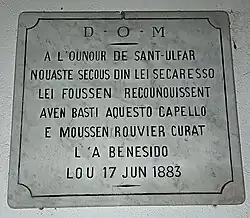 D-O-M
A L'OUNOUR DE SANT-ULFAR
NOUASTE SECOUS DIN LEI SECARESSO
LEI FOUSSEN RECOUNOUISSENT
AVEN BASTI AQUESTO CAPELLO
E MOUSSEN ROUVIER CURAT
L'A BENESIDO
LOU 17 JUN 1883